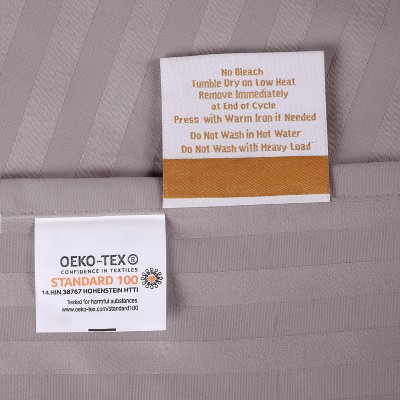 No Bleach
Tumble Dry on Low Heat
Remove Immediately
at End of Cycle
Press with Warm Iron if Needed
Do Not Wash in Hot Water
Do Not Wash with Heavy Load
OEKO-TEX®
CONFIDENCE IN TEXTILES
STANDARD 100
14.HIN.38767 HOHENSTEIN HTTI
Tested for harmful substances.
www.oeko-tex.com/standard100